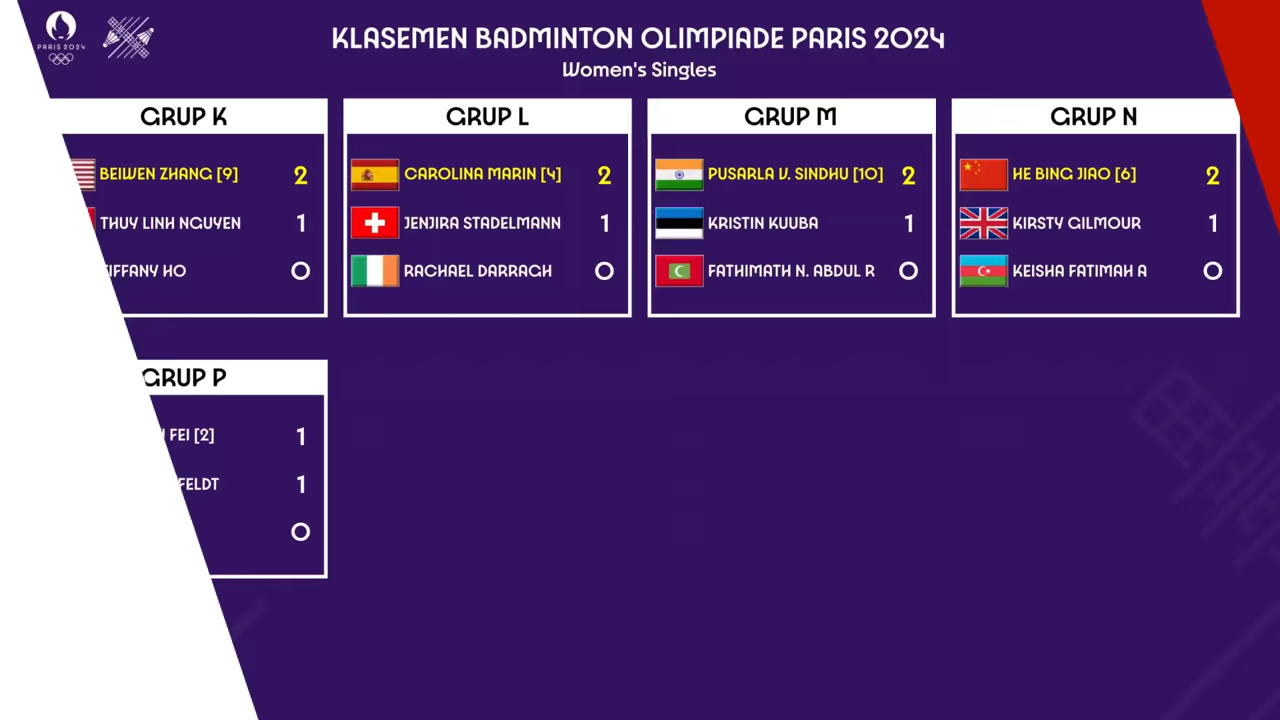 PARIS 2024
KLASEMEN BADMINTON OLIMPIADE PARIS 2024
Women's Singles
GRUP K
BEIWEN ZHANG [9] 2
THUY LINH NGUYEN 1
TIFFANY HO 0
GRUP L
CAROLINA MARIN [4] 2
JENJIRA STADELMANN 1
RACHAEL DARRAGH 0
GRUP M
PUSARLA V. SINDHU [10] 2
KRISTIN KUUBA 1
FATHIMATH N. ABDUL R 0
GRUP N
HE BING JIAO [6] 2
KIRSTY GILMOUR 1
KEISHA FATIMAH A 0
GRUP P
FEI [2] 1
FELDT 1
0